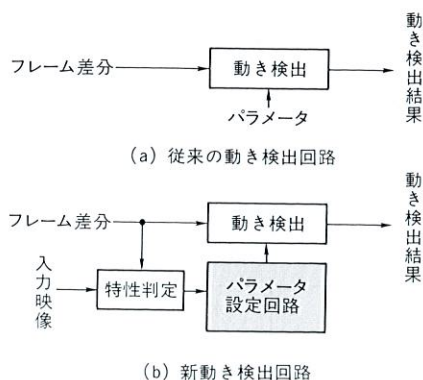 フレーム差分
動き検出
動き検出結果
パラメータ
(a) 従来の動き検出回路
フレーム差分
動き検出
動き検出結果
入力映像
特性判定
パラメータ
設定回路
(b) 新動き検出回路